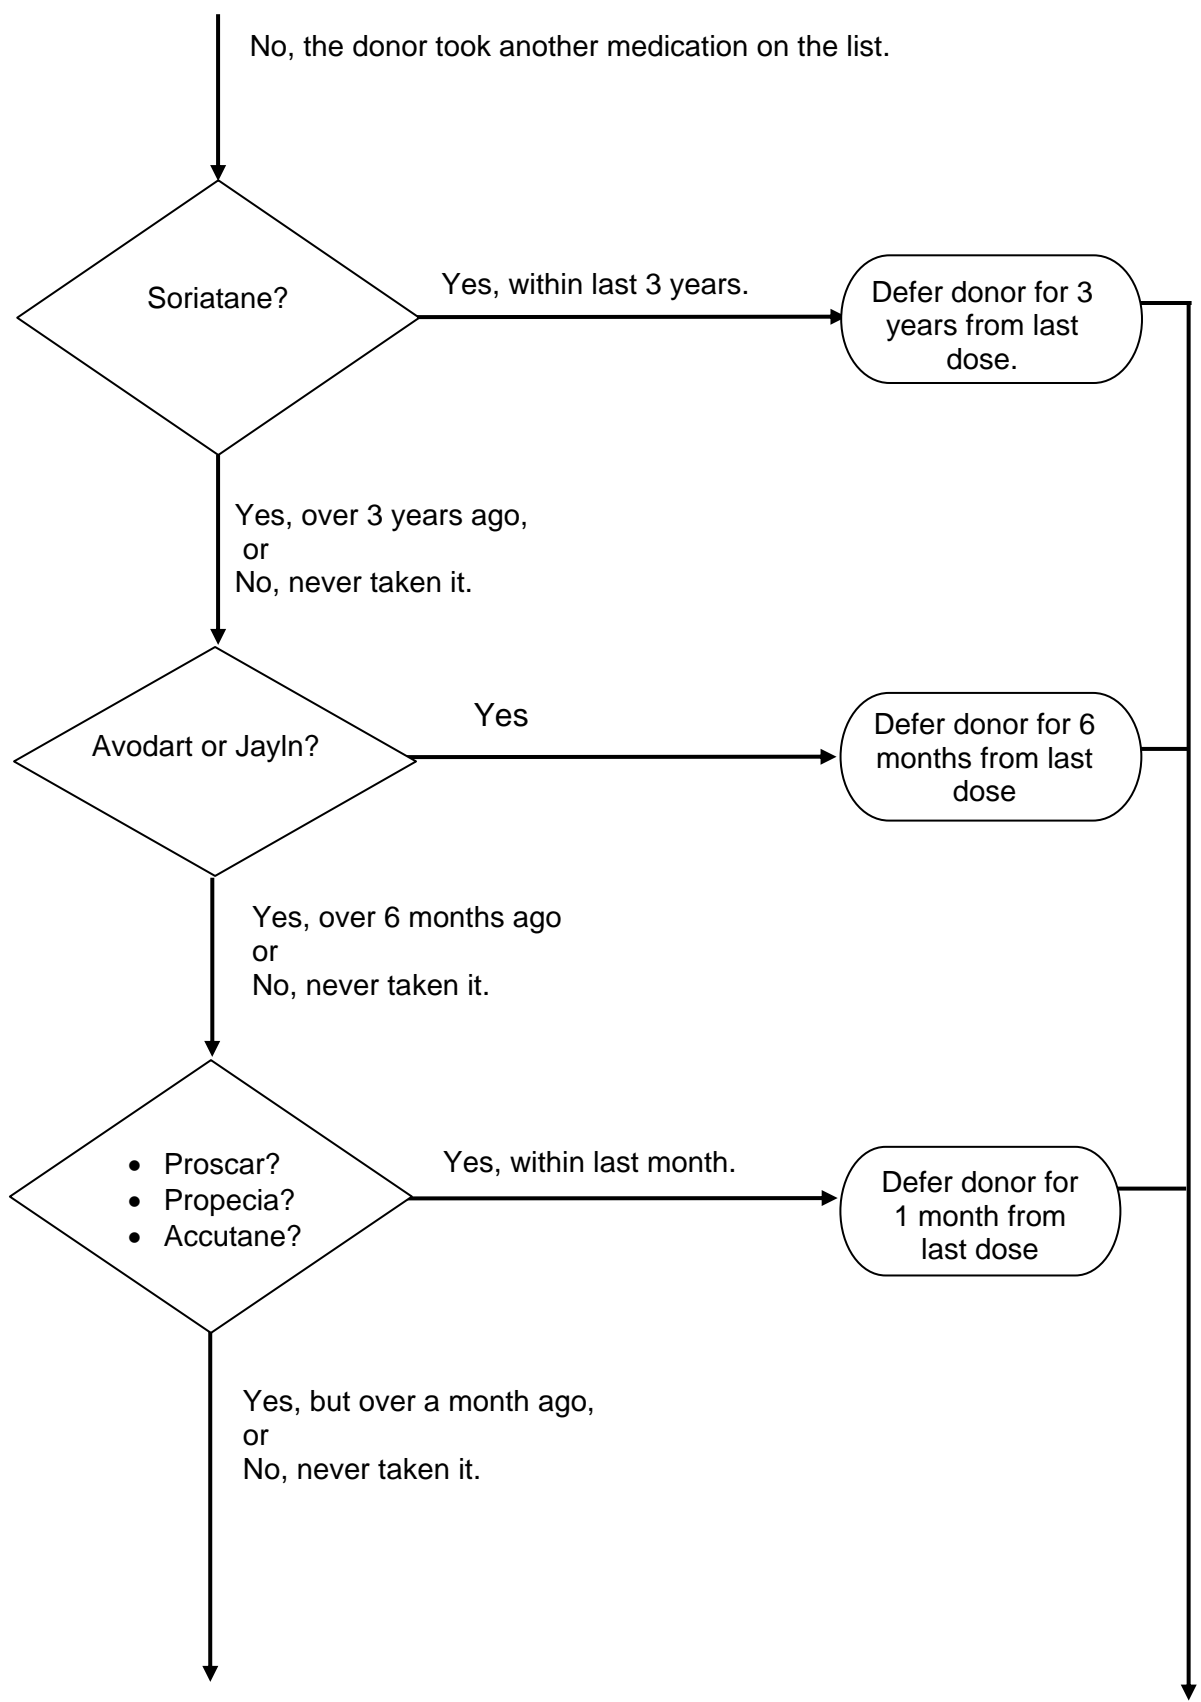 No, the donor took another medication on the list.
Soriatane?
Yes, within last 3 years.
Defer donor for 3
years from last
dose.
Yes, over 3 years ago,
or
No, never taken it.
Avodart or Jayln?
Yes
Defer donor for 6
months from last
dose
Yes, over 6 months ago
or
No, never taken it.
• Proscar?
• Propecia?
• Accutane?
Yes, within last month.
Defer donor for
1 month from
last dose
Yes, but over a month ago,
or
No, never taken it.